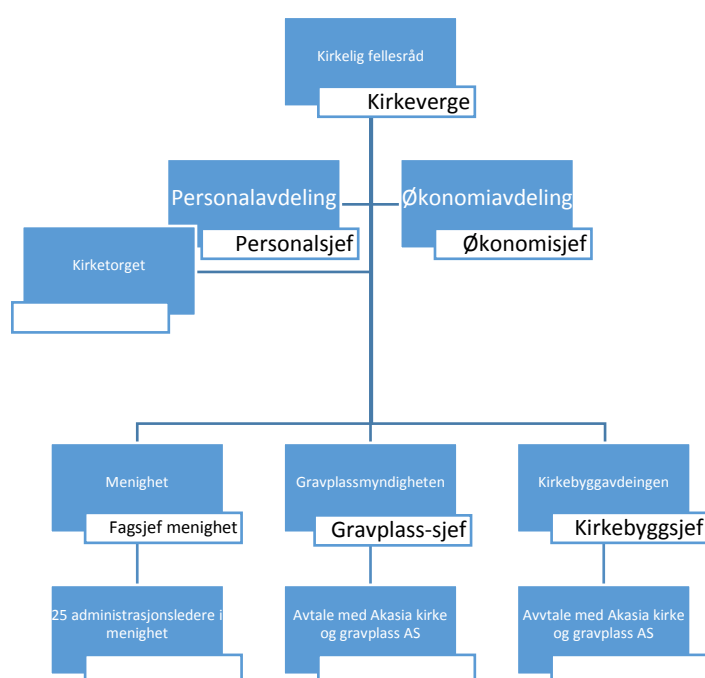 Kirkelig fellesråd
Kirkeverge
Personalavdeling
Personalsjef
Økonomiavdeling
Økonomisjef
Kirketorget
Menighet
Fagsjef menighet
Gravplassmyndigheten
Gravplass-sjef
Kirkebyggavdeingen
Kirkebyggsjef
25 administrasjonsledere i
menighet
Avtale med Akasia kirke
og gravplass AS
Avvtale med Akasia kirke
og gravplass AS